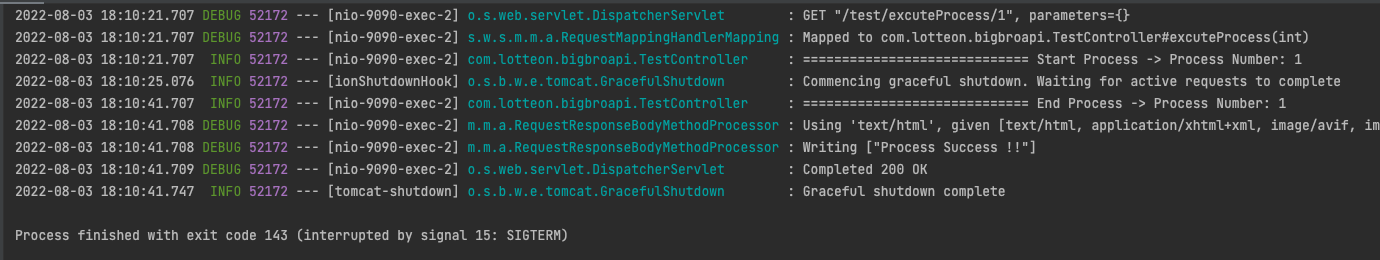 2022-08-03 18:10:21.707 DEBUG 52172 --- [nio-9090-exec-2] o.s.web.servlet.DispatcherServlet : GET "/test/excuteProcess/1", parameters={}
2022-08-03 18:10:21.707 DEBUG 52172 --- [nio-9090-exec-2] s.w.s.m.m.a.RequestMappingHandlerMapping : Mapped to com.lotteon.bigbroapi.TestController#excuteProcess(int)
2022-08-03 18:10:21.707 INFO 52172 --- [nio-9090-exec-2] com.lotteon.bigbroapi.TestController : ============================= Start Process -> Process Number: 1
2022-08-03 18:10:25.076 INFO 52172 --- [ionShutdownHook] o.s.b.w.e.tomcat.GracefulShutdown : Commencing graceful shutdown. Waiting for active requests to complete
2022-08-03 18:10:41.707 INFO 52172 --- [nio-9090-exec-2] com.lotteon.bigbroapi.TestController : ============================= End Process -> Process Number: 1
2022-08-03 18:10:41.708 DEBUG 52172 --- [nio-9090-exec-2] m.m.a.RequestResponseBodyMethodProcessor : Using 'text/html', given [text/html, application/xhtml+xml, image/avif, im
2022-08-03 18:10:41.708 DEBUG 52172 --- [nio-9090-exec-2] m.m.a.RequestResponseBodyMethodProcessor : Writing ["Process Success !!"]
2022-08-03 18:10:41.709 DEBUG 52172 --- [nio-9090-exec-2] o.s.web.servlet.DispatcherServlet : Completed 200 OK
2022-08-03 18:10:41.747 INFO 52172 --- [tomcat-shutdown] o.s.b.w.e.tomcat.GracefulShutdown : Graceful shutdown complete
Process finished with exit code 143 (interrupted by signal 15: SIGTERM)